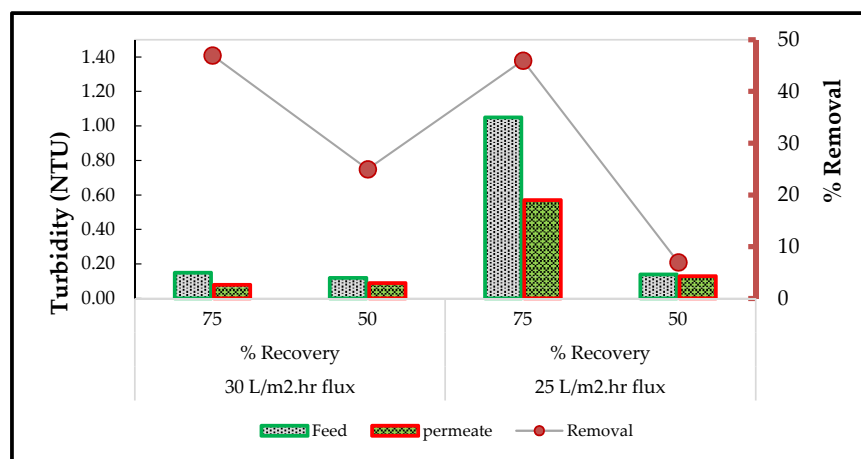 Turbidity (NTU)
1.40
1.20
1.00
0.80
0.60
0.40
0.20
0.00
50
40
30
20
10
0
% Removal
75 50 75 50
% Recovery % Recovery
30 L/m2.hr flux 25 L/m2.hr flux
Feed permeate Removal